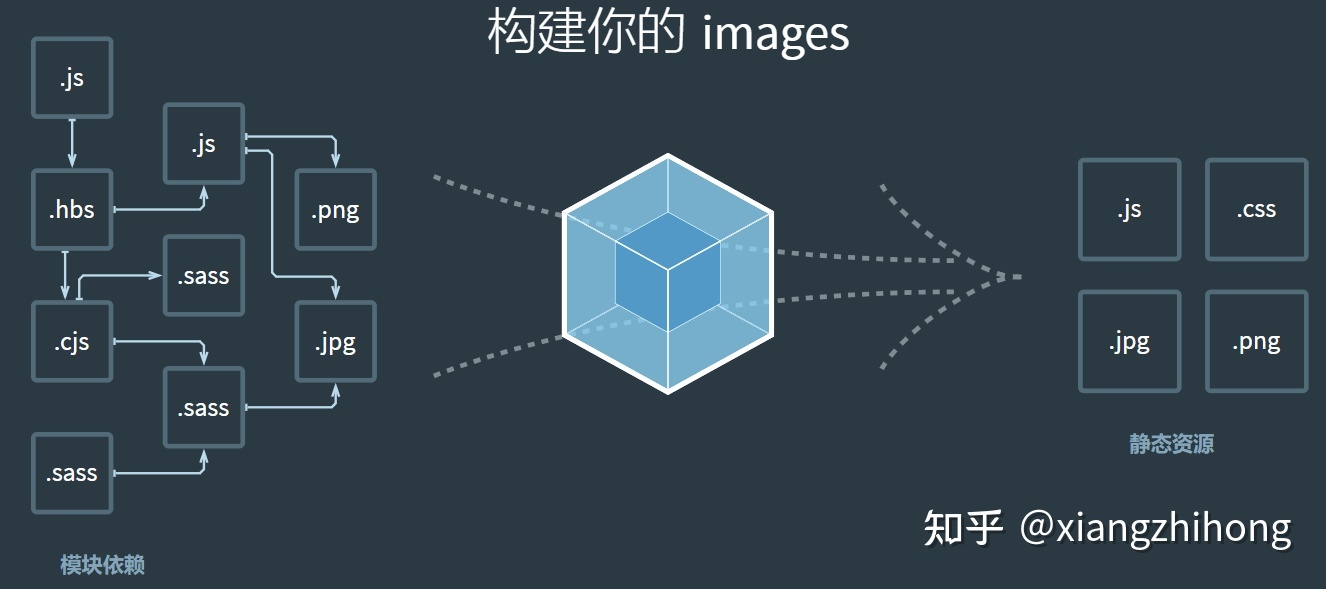 构建你的 images
.js
.js
.hbs
.png
.sass
.cjs
.jpg
.sass
.sass
模块依赖
.js
.css
.jpg
.png
静态资源
知乎 @xiangzhihong